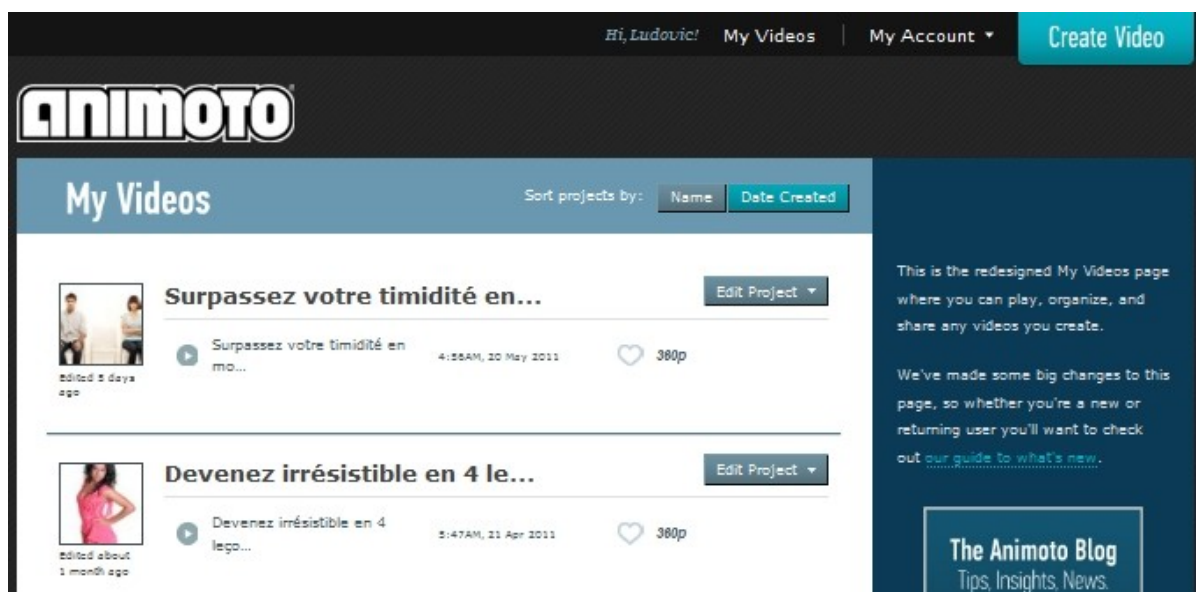 Hi, Ludovic! My Videos My Account Create Video
animoto
My Videos
Sort projects by: Name Date Created
Surpassez votre timidité en...
Edit Project
Surpassez votre timidité en
mo...
4:56AM, 20 May 2011
360p
Edited 5 days
ago
Devenez irrésistible en 4 le...
Edit Project
Devenez irrésistible en 4
leço...
5:47AM, 21 Apr 2011
360p
Edited about
1 month ago
This is the redesigned My Videos page
where you can play, organize, and
share any videos you create.
We've made some big changes to this
page, so whether you're a new or
returning user you'll want to check
out our guide to what's new.
The Animoto Blog
Tips, Insights, News.